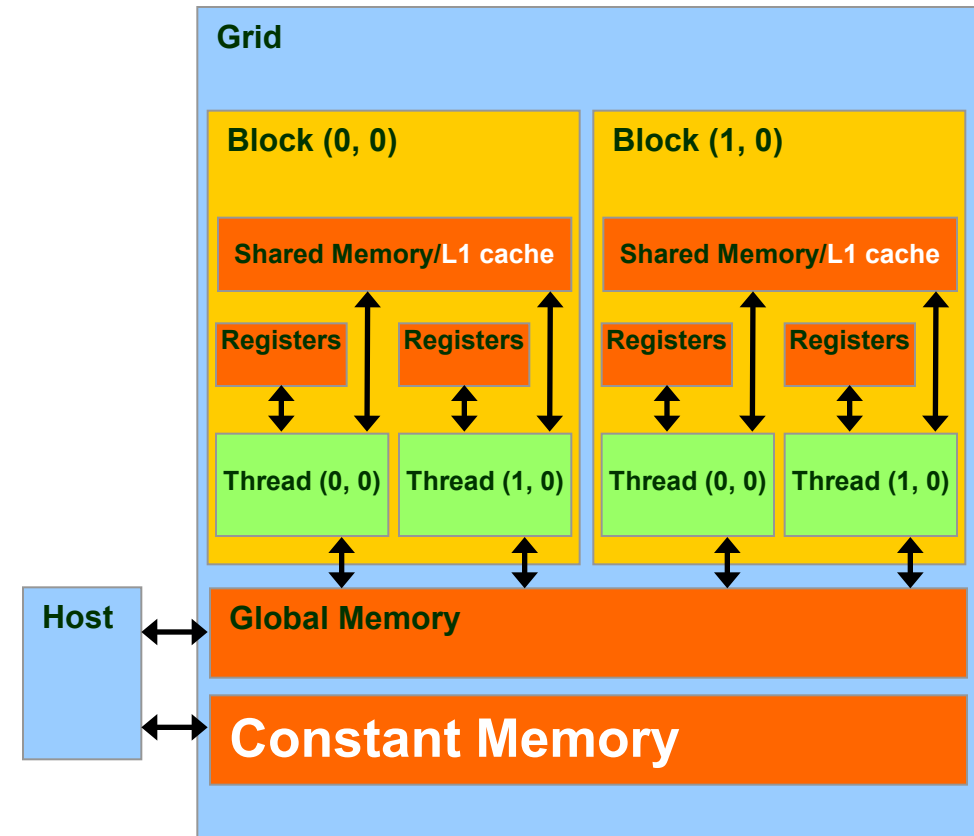 Grid
Block (0, 0)
Block (1, 0)
Shared Memory/L1 cache
Shared Memory/L1 cache
Registers
Registers
Registers
Registers
Thread (0, 0)
Thread (1, 0)
Thread (0, 0)
Thread (1, 0)
Host
Global Memory
Constant Memory